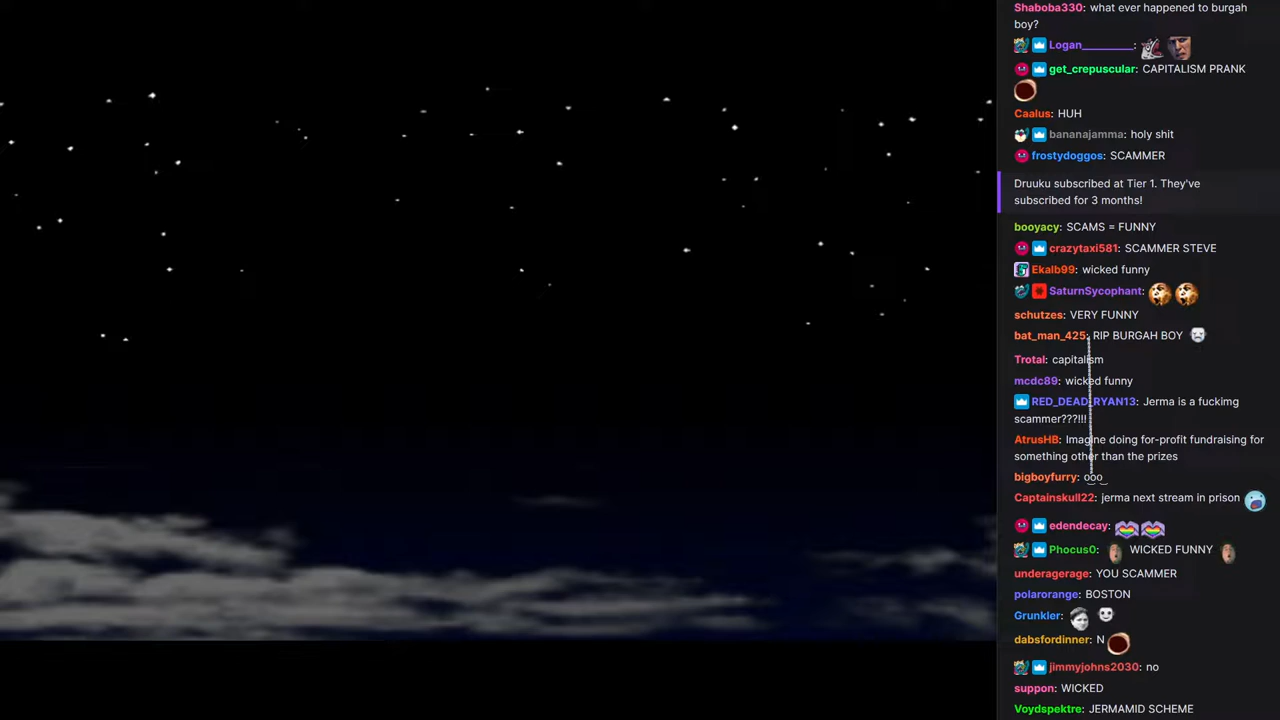 Shaboba330: what ever happened to burgah
boy?
Logan_________:
get_crepuscular: CAPITALISM PRANK
Caalus: HUH
bananajamma: holy shit
frostydoggos: SCAMMER
Druuku subscribed at Tier 1. They've
subscribed for 3 months!
booyacy: SCAMS = FUNNY
crazytaxi581: SCAMMER STEVE
Ekalb99: wicked funny
SaturnSycophant:
schutzes: VERY FUNNY
bat_man_425: RIP BURGAH BOY
Trotal: capitalism
mcdc89: wicked funny
RED_DEAD_RYAN13: Jerma is a fuckimg
scammer???!!!
AtrusHB: Imagine doing for-profit fundraising for
something other than the prizes
bigboyfurry: ooo
Captainskull22: jerma next stream in prison
edendecay:
Phocus0: WICKED FUNNY
underagerage: YOU SCAMMER
polarorange: BOSTON
Grunkler:
dabsfordinner: N
jimmyjohns2030: no
suppon: WICKED
Voydspektre: JERMAMID SCHEME